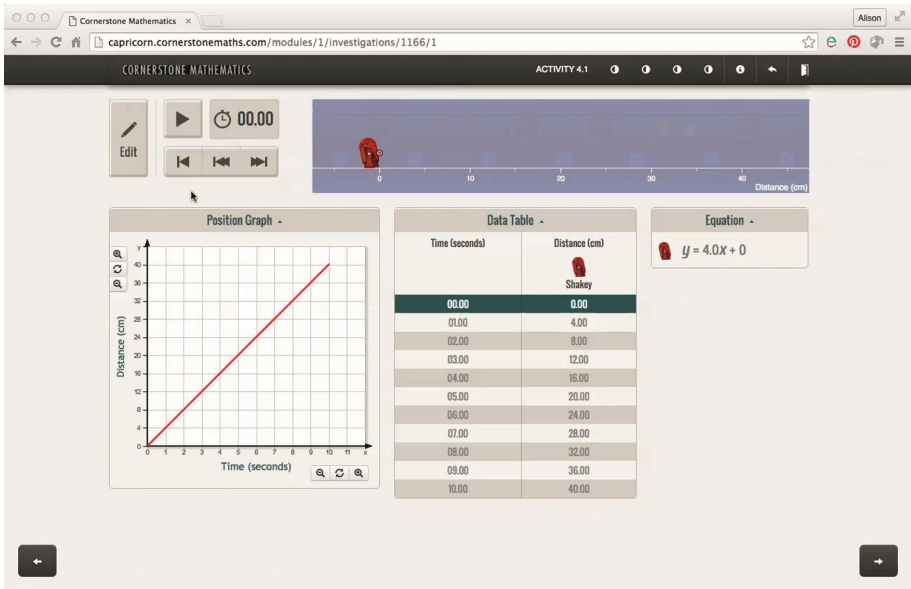 Cornerstone Mathematics
Alison
capricorn.cornerstonemaths.com/modules/1/investigations/1166/1
CORNERSTONE MATHEMATICS
ACTIVITY 4.1
Edit
00.00
0 10 20 30 40
Distance (cm)
Position Graph
y
40
36
32
28
24
20
16
12
8
4
0
Distance (cm)
0 1 2 3 4 5 6 7 8 9 10 11 x
Time (seconds)
Data Table
Time (seconds) Distance (cm)
Shakey
00.00 0.00
01.00 4.00
02.00 8.00
03.00 12.00
04.00 16.00
05.00 20.00
06.00 24.00
07.00 28.00
08.00 32.00
09.00 36.00
10.00 40.00
Equation
y = 4.0x + 0